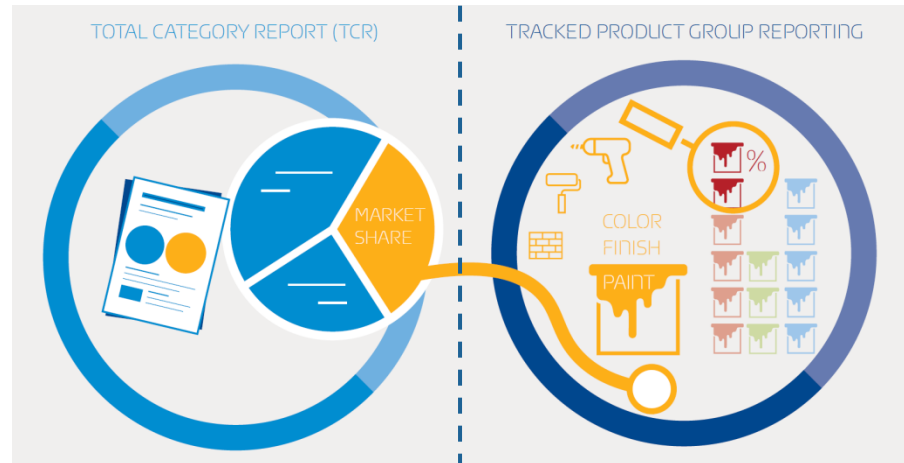 TOTAL CATEGORY REPORT (TCR)
MARKET
SHARE
TRACKED PRODUCT GROUP REPORTING
%
COLOR
FINISH
PAINT